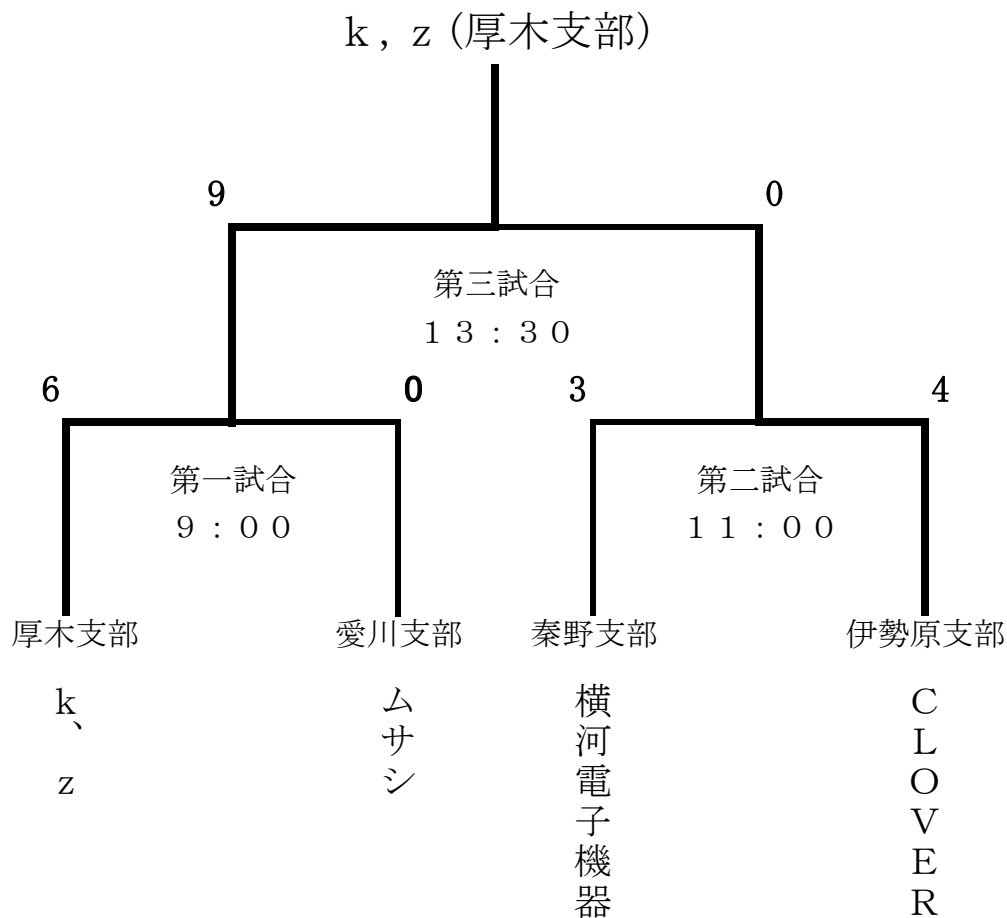 ｋ，ｚ（厚木支部）
9
0
第三試合
１３：３０
6
0
3
4
第一試合
９：００
第二試合
１１：００
厚木支部
愛川支部
秦野支部
伊勢原支部
ｋ、ｚ
ムサシ
横河電子機器
ＣＬＯＶＥＲ